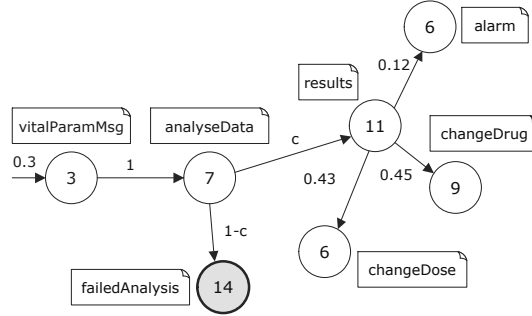 6
alarm
0.12
results
11
vitalParamMsg
analyseData
changeDrug
c
0.3
3
1
7
0.43
0.45
9
1-c
6
failedAnalysis
14
changeDose